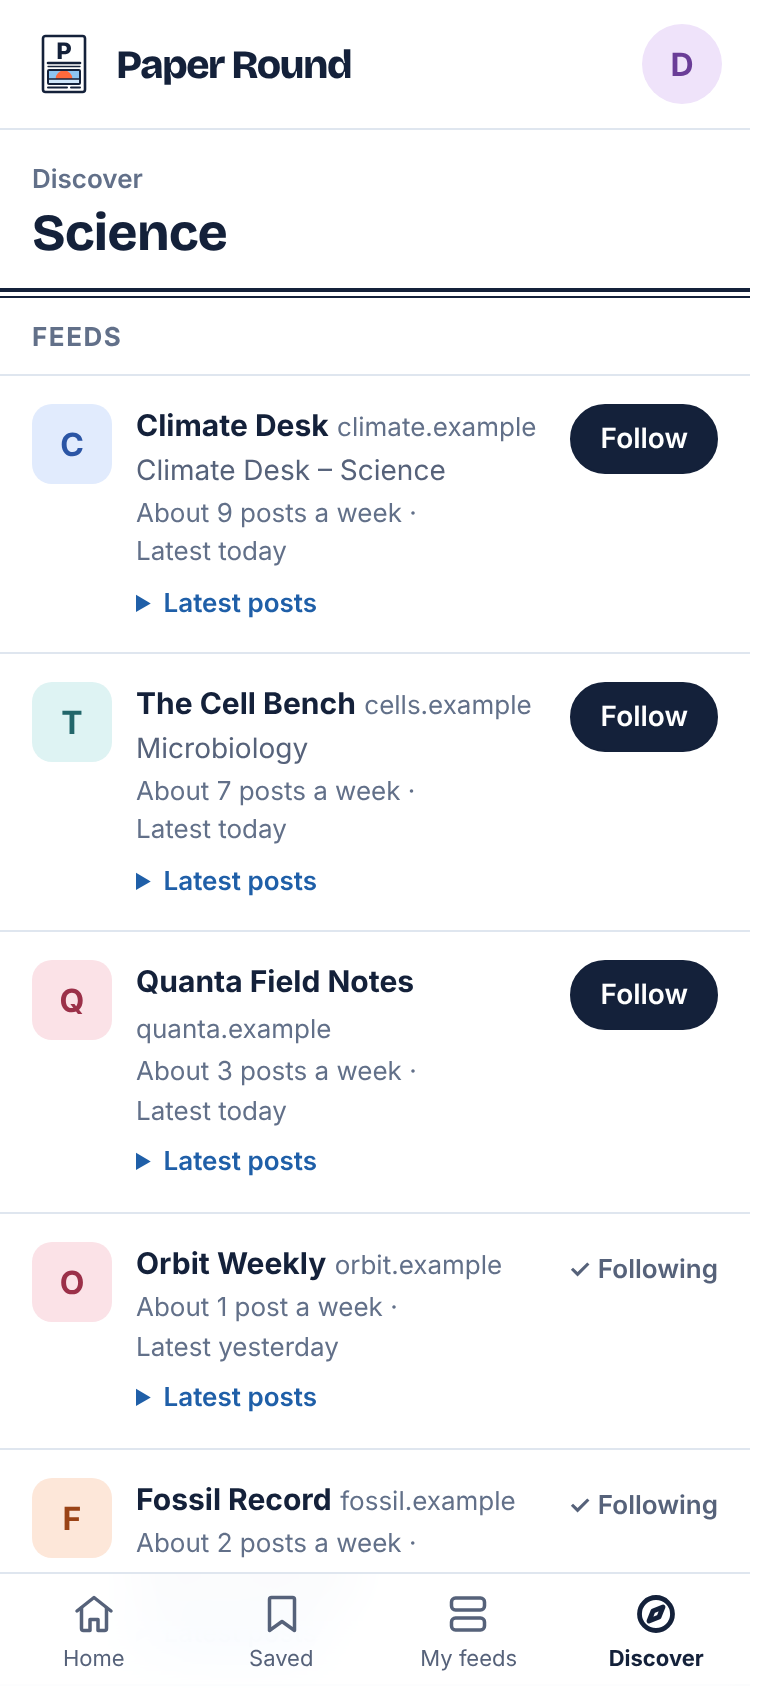 P
Paper Round
D
Discover
Science
FEEDS
C
Climate Desk climate.example
Follow
Climate Desk – Science
About 9 posts a week ·
Latest today
▶ Latest posts
T
The Cell Bench cells.example
Follow
Microbiology
About 7 posts a week ·
Latest today
▶ Latest posts
Q
Quanta Field Notes
Follow
quanta.example
About 3 posts a week ·
Latest today
▶ Latest posts
O
Orbit Weekly orbit.example
✓ Following
About 1 post a week ·
Latest yesterday
▶ Latest posts
F
Fossil Record fossil.example
✓ Following
About 2 posts a week ·
Home
Saved
My feeds
Discover